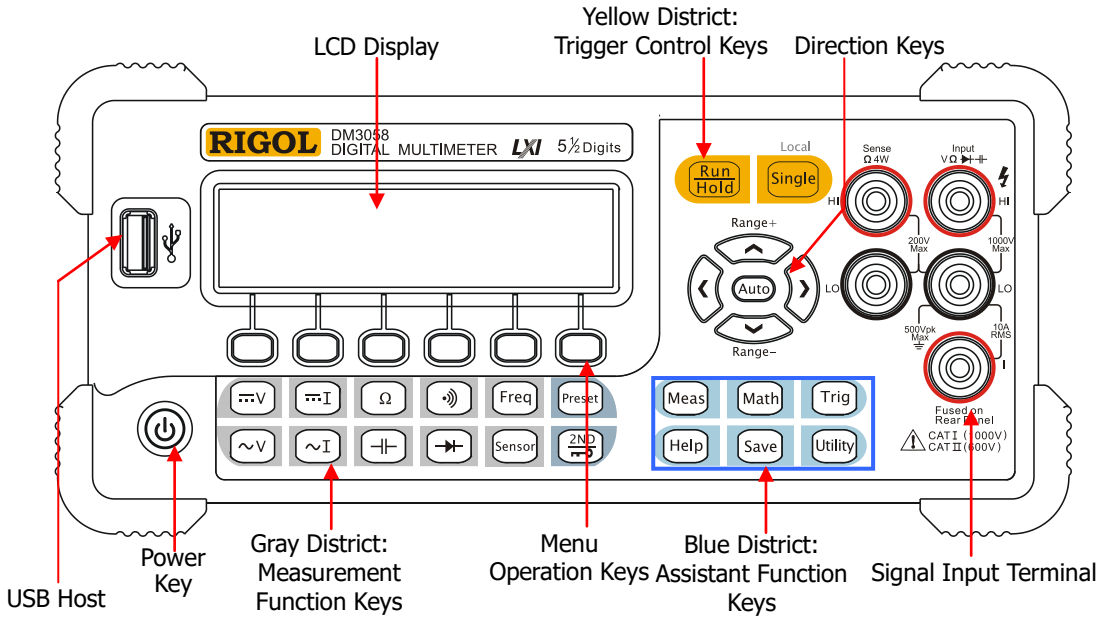 Yellow District:
Trigger Control Keys
LCD Display
Direction Keys
RIGOL
DM3058
DIGITAL MULTIMETER
LXI
5½Digits
Local
Run
Hold
Single
Sense
Ω 4W
Input
V Ω
HI
HI
Range+
200V
Max
1000V
Max
Auto
LO
LO
Range-
500Vpk
Max
10A
RMS
I
Fused on
Rear Panel
CAT I (1000V)
CAT II (600V)
⎓V
⎓I
Ω
Freq
Preset
∼V
∼I
Sensor
2ND
Meas
Math
Trig
Help
Save
Utility
Power
Key
USB Host
Gray District:
Measurement
Function Keys
Menu
Operation Keys
Blue District:
Assistant Function
Keys
Signal Input Terminal